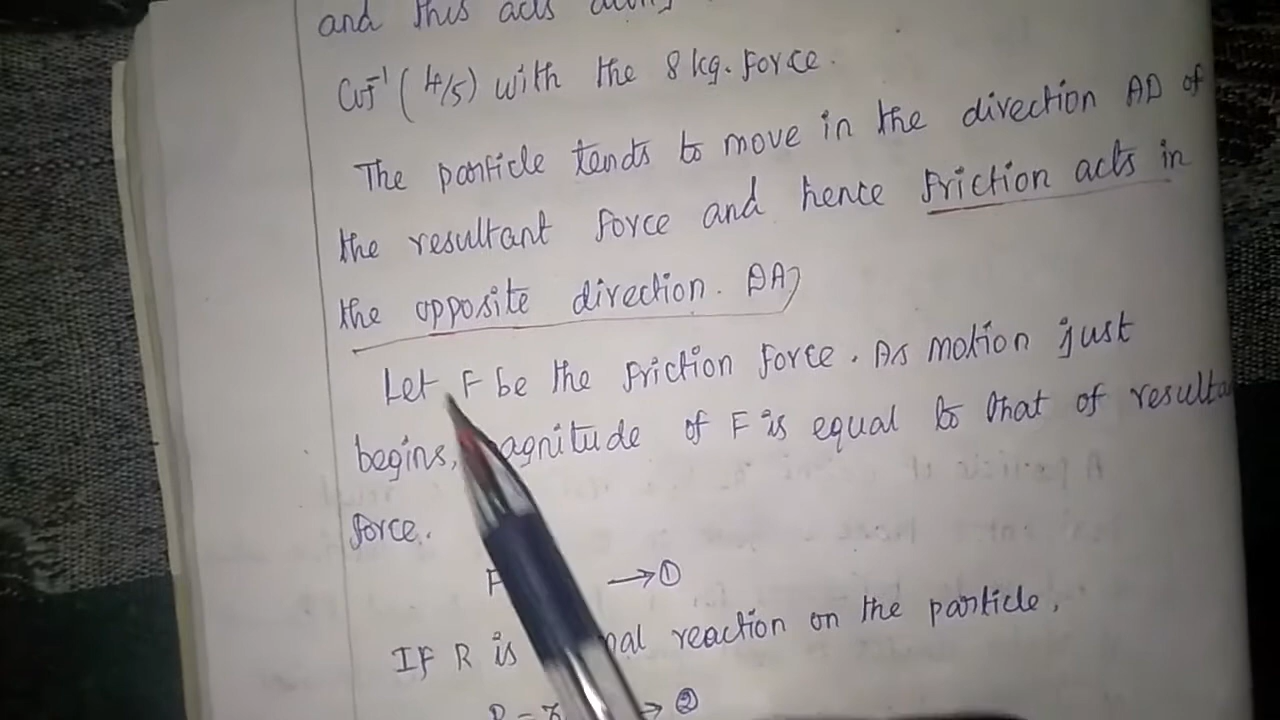 and this acts along
Cos⁻¹ (4/5) with the 8 kg. force.
The particle tends to move in the direction AD of
the resultant force and hence friction acts in
the opposite direction. DA)
Let F be the friction force. As motion just
begins, magnitude of F is equal to that of resulta
force.
F →①
If R is reaction on the particle,
R = →②